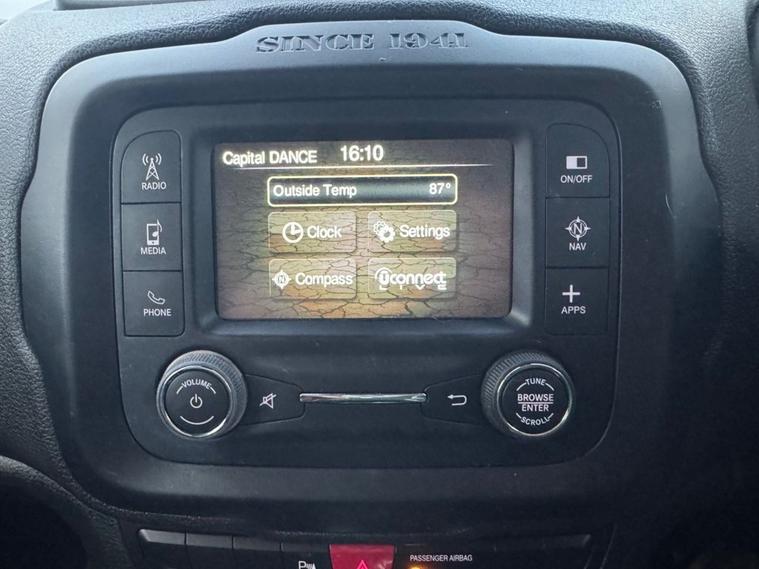 SINCE 1941
Capital DANCE 16:10
Outside Temp 87°
Clock Settings
Compass uconnect
LIVE
RADIO
MEDIA
PHONE
ON/OFF
N
NAV
APPS
VOLUME
TUNE
BROWSE
ENTER
SCROLL
PASSENGER AIRBAG